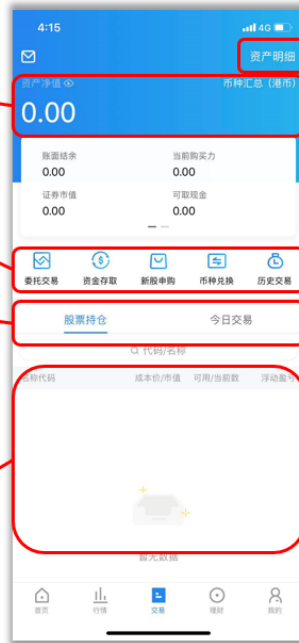 4:15 4G
资产明细
资产净值 币种汇总（港币）
0.00
账面结余 当前购买力
0.00 0.00
证券市值 可取现金
0.00 0.00
委托交易 资金存取 新股申购 币种兑换 历史交易
股票持仓 今日交易
代码/名称
名称代码 成本价/市值 可用/当前数 浮动盈亏
暂无数据
首页 行情 交易 理财 我的